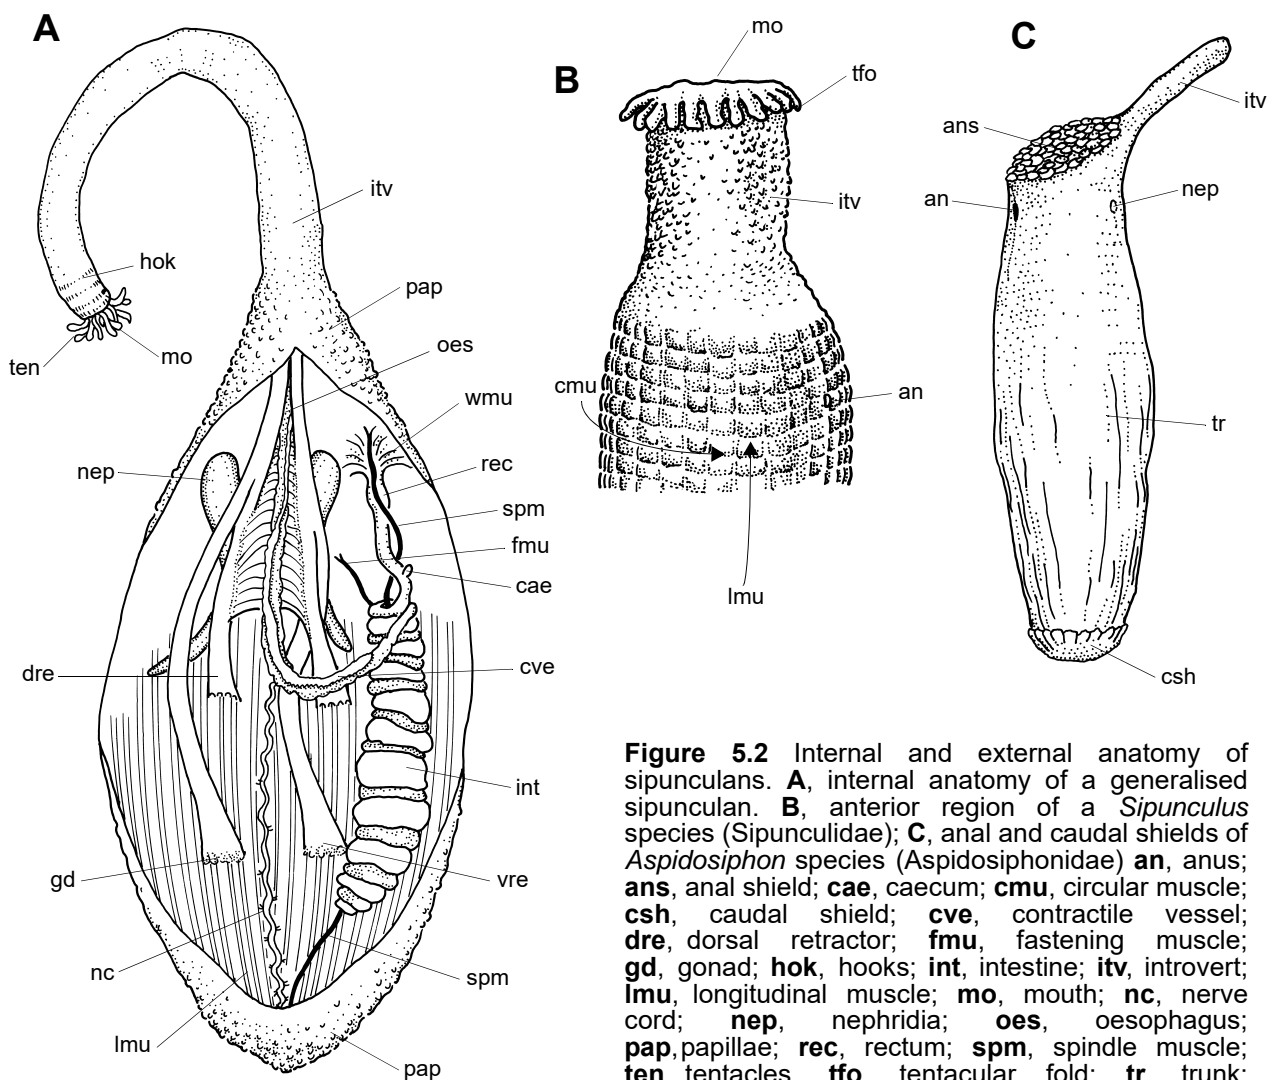 A
itv
hok
pap
ten
mo
oes
wmu
nep
rec
spm
fmu
cae
dre
cve
int
gd
vre
nc
spm
lmu
pap
B
mo
tfo
itv
cmu
an
lmu
C
itv
ans
an
nep
tr
csh
Figure 5.2 Internal and external anatomy of
sipunculans. A, internal anatomy of a generalised
sipunculan. B, anterior region of a Sipunculus
species (Sipunculidae); C, anal and caudal shields of
Aspidosiphon species (Aspidosiphonidae) an, anus;
ans, anal shield; cae, caecum; cmu, circular muscle;
csh, caudal shield; cve, contractile vessel;
dre, dorsal retractor; fmu, fastening muscle;
gd, gonad; hok, hooks; int, intestine; itv, introvert;
lmu, longitudinal muscle; mo, mouth; nc, nerve
cord; nep, nephridia; oes, oesophagus;
pap,papillae; rec, rectum; spm, spindle muscle;
ten tentacles tfo tentacular fold; tr trunk;